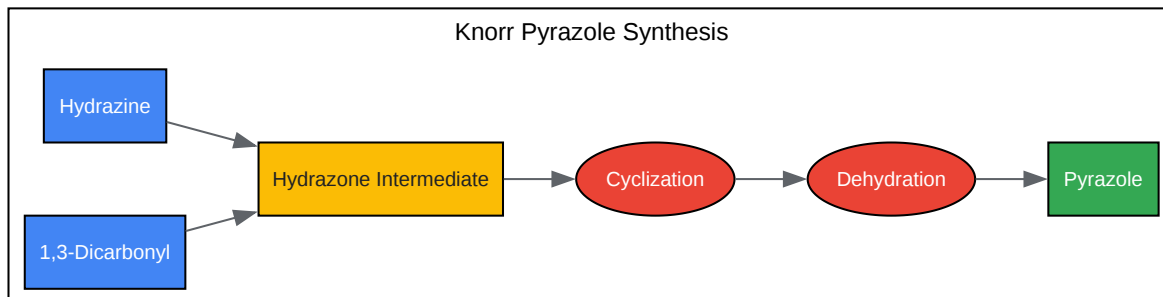 Knorr Pyrazole Synthesis
Hydrazine
1,3-Dicarbonyl
Hydrazone Intermediate
Cyclization
Dehydration
Pyrazole